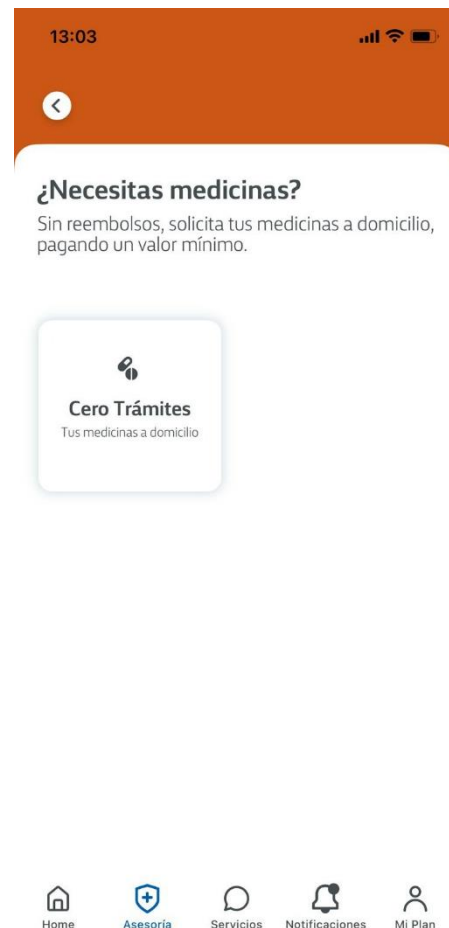 13:03
¿Necesitas medicinas?
Sin reembolsos, solicita tus medicinas a domicilio,
pagando un valor mínimo.
Cero Trámites
Tus medicinas a domicilio
Home Asesoría Servicios Notificaciones Mi Plan